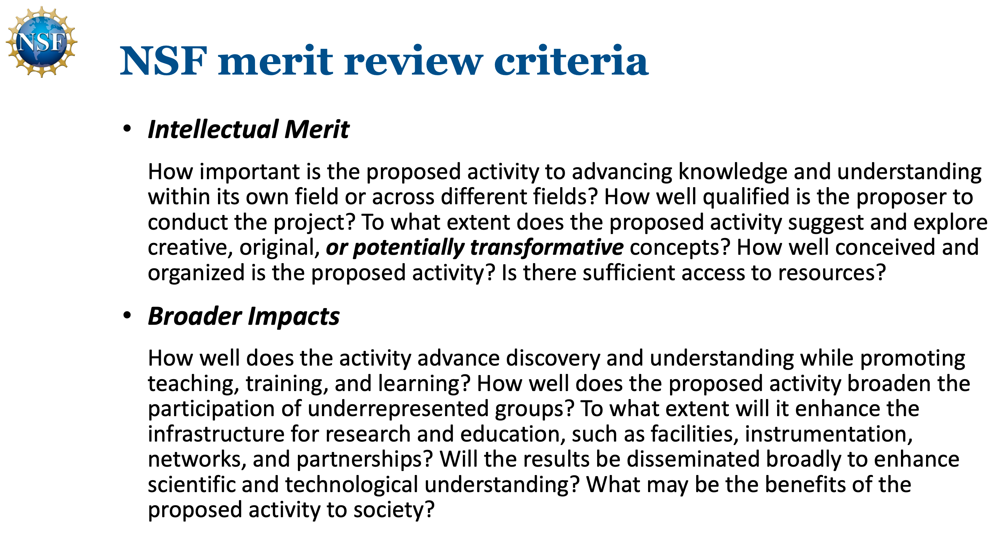 NSF
NSF merit review criteria
• Intellectual Merit
How important is the proposed activity to advancing knowledge and understanding
within its own field or across different fields? How well qualified is the proposer to
conduct the project? To what extent does the proposed activity suggest and explore
creative, original, or potentially transformative concepts? How well conceived and
organized is the proposed activity? Is there sufficient access to resources?
• Broader Impacts
How well does the activity advance discovery and understanding while promoting
teaching, training, and learning? How well does the proposed activity broaden the
participation of underrepresented groups? To what extent will it enhance the
infrastructure for research and education, such as facilities, instrumentation,
networks, and partnerships? Will the results be disseminated broadly to enhance
scientific and technological understanding? What may be the benefits of the
proposed activity to society?